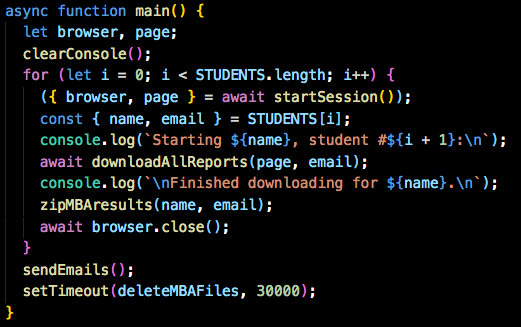 async function main() {
let browser, page;
clearConsole();
for (let i = 0; i < STUDENTS.length; i++) {
({ browser, page } = await startSession());
const { name, email } = STUDENTS[i];
console.log(`Starting ${name}, student #${i + 1}:\n`);
await downloadAllReports(page, email);
console.log(`\nFinished downloading for ${name}.\n`);
zipMBAresults(name, email);
await browser.close();
}
sendEmails();
setTimeout(deleteMBAFiles, 30000);
}